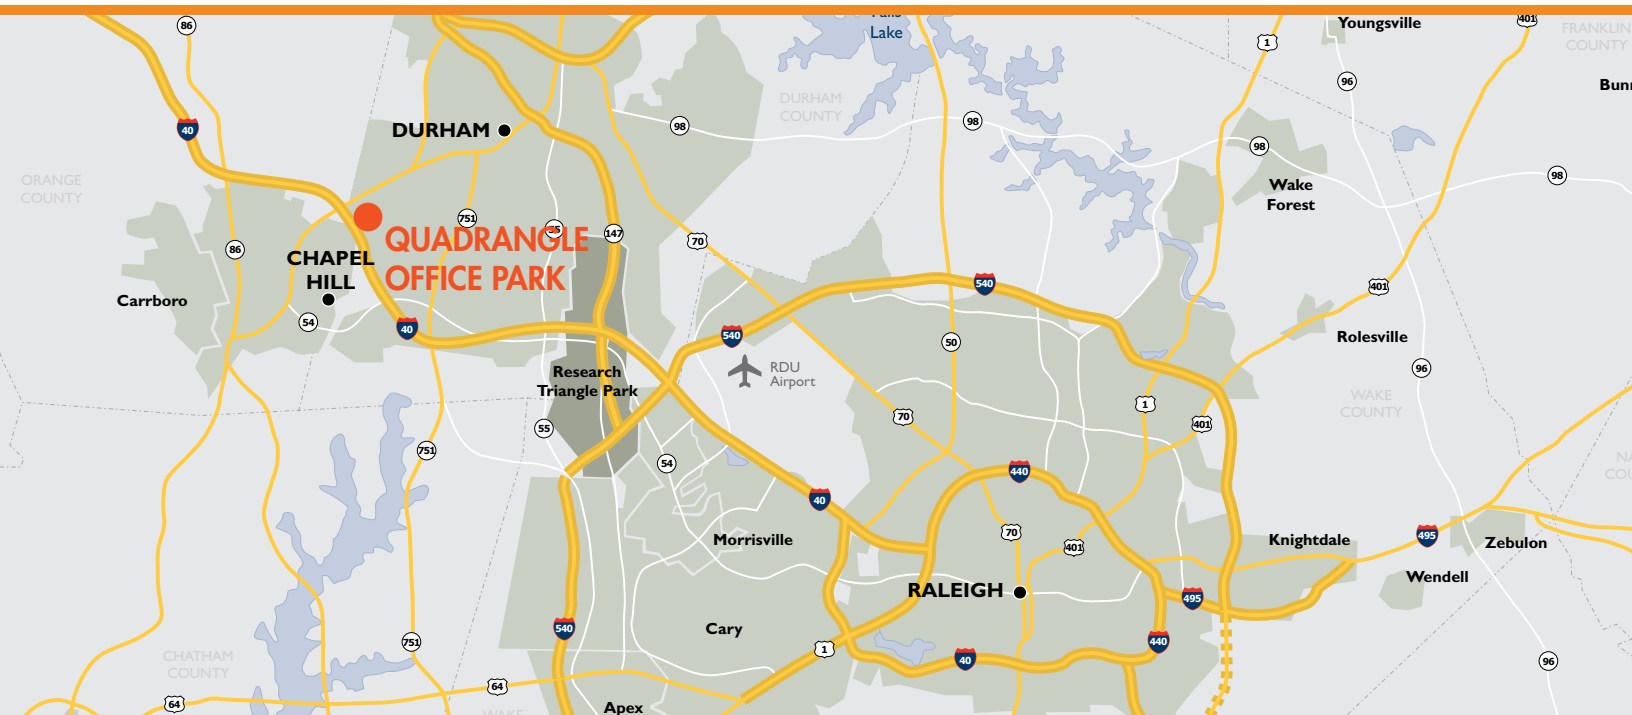 86
Falls
Lake
1
Youngsville
401
FRANKLIN
COUNTY
96
DURHAM
COUNTY
40
DURHAM
98
98
98
98
ORANGE
COUNTY
Wake
Forest
751
55
147
QUADRANGLE
OFFICE PARK
86
CHAPEL
HILL
70
Carrboro
54
40
540
540
401
Rolesville
50
RDU
Airport
Research
Triangle Park
96
WAKE
COUNTY
1
70
401
55
751
54
440
40
70
401
Morrisville
Knightdale
495
Zebulon
Wendell
RALEIGH
495
540
Cary
751
1
40
440
96
CHATHAM
COUNTY
64
64
Apex